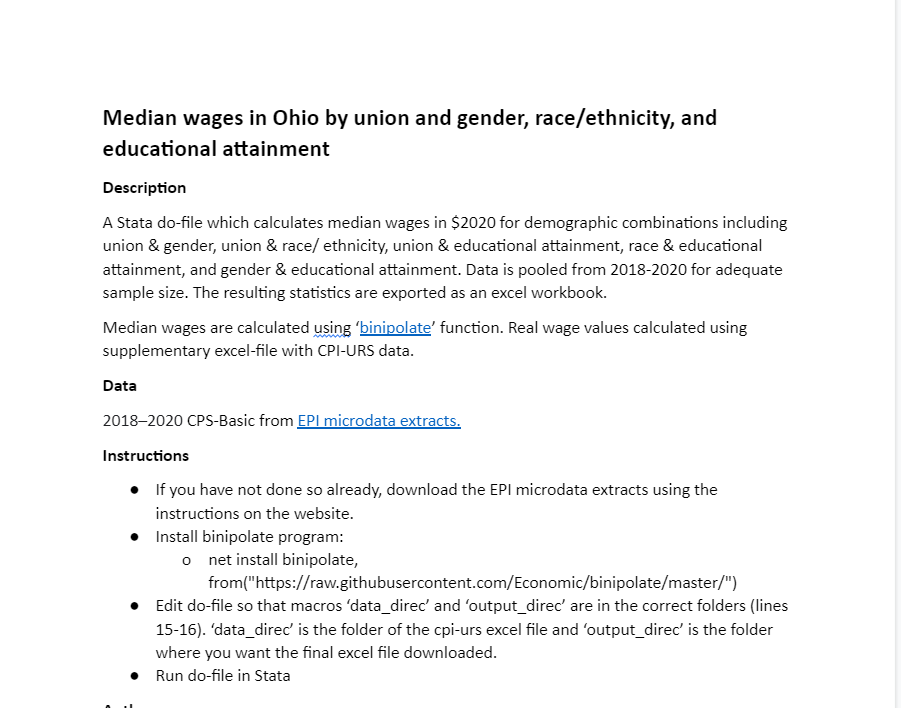 Median wages in Ohio by union and gender, race/ethnicity, and
educational attainment
Description
A Stata do-file which calculates median wages in $2020 for demographic combinations including
union & gender, union & race/ ethnicity, union & educational attainment, race & educational
attainment, and gender & educational attainment. Data is pooled from 2018-2020 for adequate
sample size. The resulting statistics are exported as an excel workbook.
Median wages are calculated using ‘binipolate’ function. Real wage values calculated using
supplementary excel-file with CPI-URS data.
Data
2018–2020 CPS-Basic from EPI microdata extracts.
Instructions
● If you have not done so already, download the EPI microdata extracts using the
instructions on the website.
● Install binipolate program:
o net install binipolate,
from("https://raw.githubusercontent.com/Economic/binipolate/master/")
● Edit do-file so that macros ‘data_direc’ and ‘output_direc’ are in the correct folders (lines
15-16). ‘data_direc’ is the folder of the cpi-urs excel file and ‘output_direc’ is the folder
where you want the final excel file downloaded.
● Run do-file in Stata